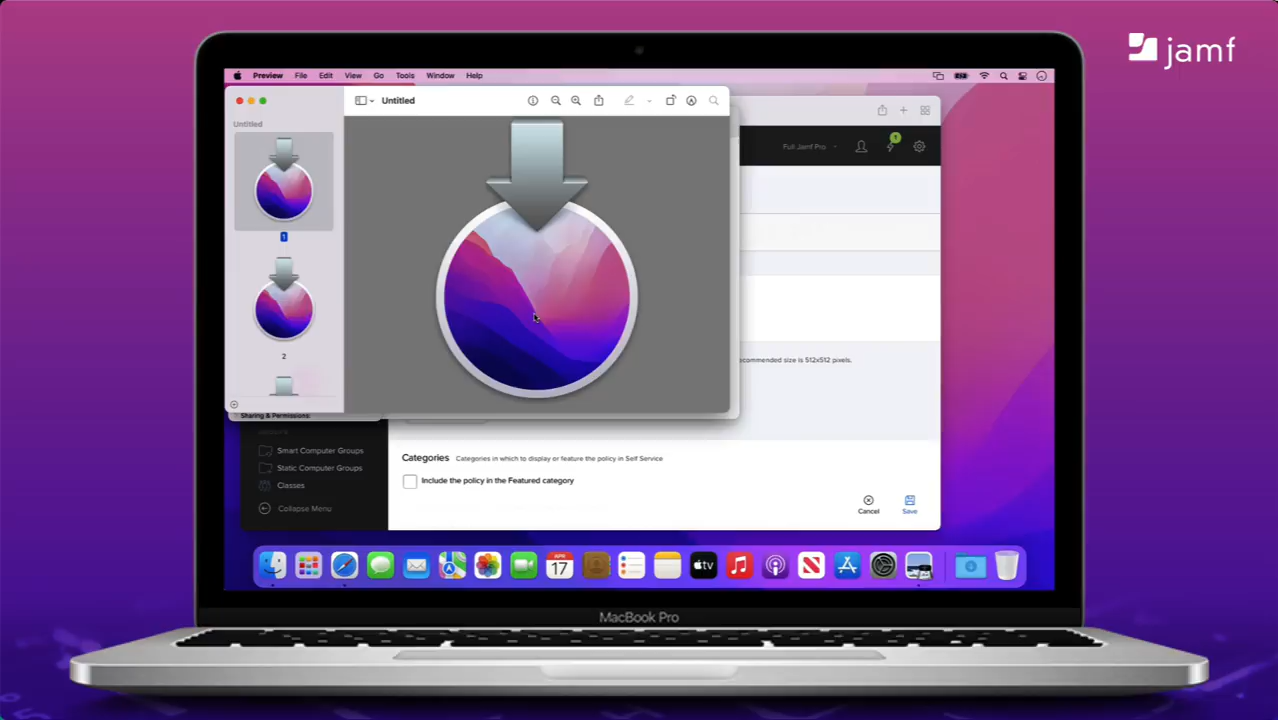 jamf
Preview File Edit View Go Tools Window Help
Untitled
Untitled
1
2
Full Jamf Pro
1
commended size is 512x512 pixels.
Sharing & Permissions:
Smart Computer Groups
Static Computer Groups
Classes
Collapse Menu
Categories Categories in which to display or feature the policy in Self Service
Include the policy in the Featured category
Cancel
Save
APR
17
tv
MacBook Pro